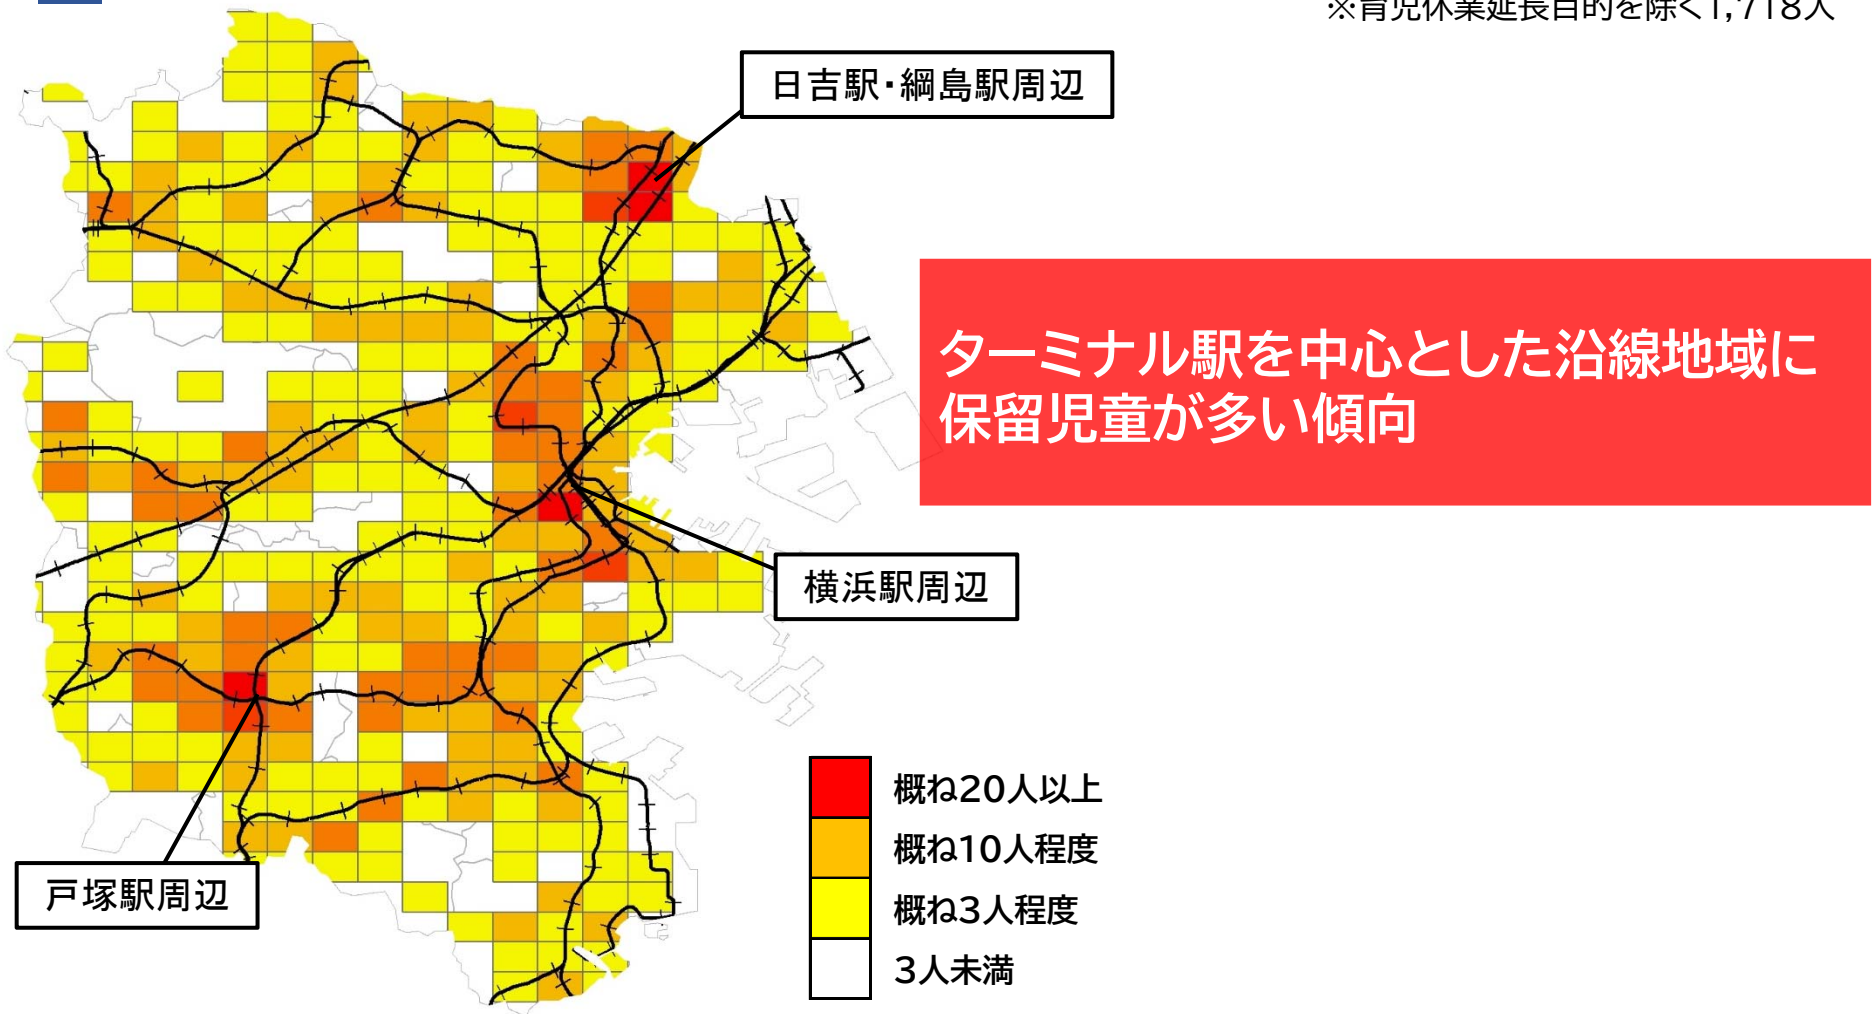 ※育児休業延長目的を除く1,718人
日吉駅・綱島駅周辺
ターミナル駅を中心とした沿線地域に
保留児童が多い傾向
横浜駅周辺
戸塚駅周辺
概ね20人以上
概ね10人程度
概ね3人程度
3人未満